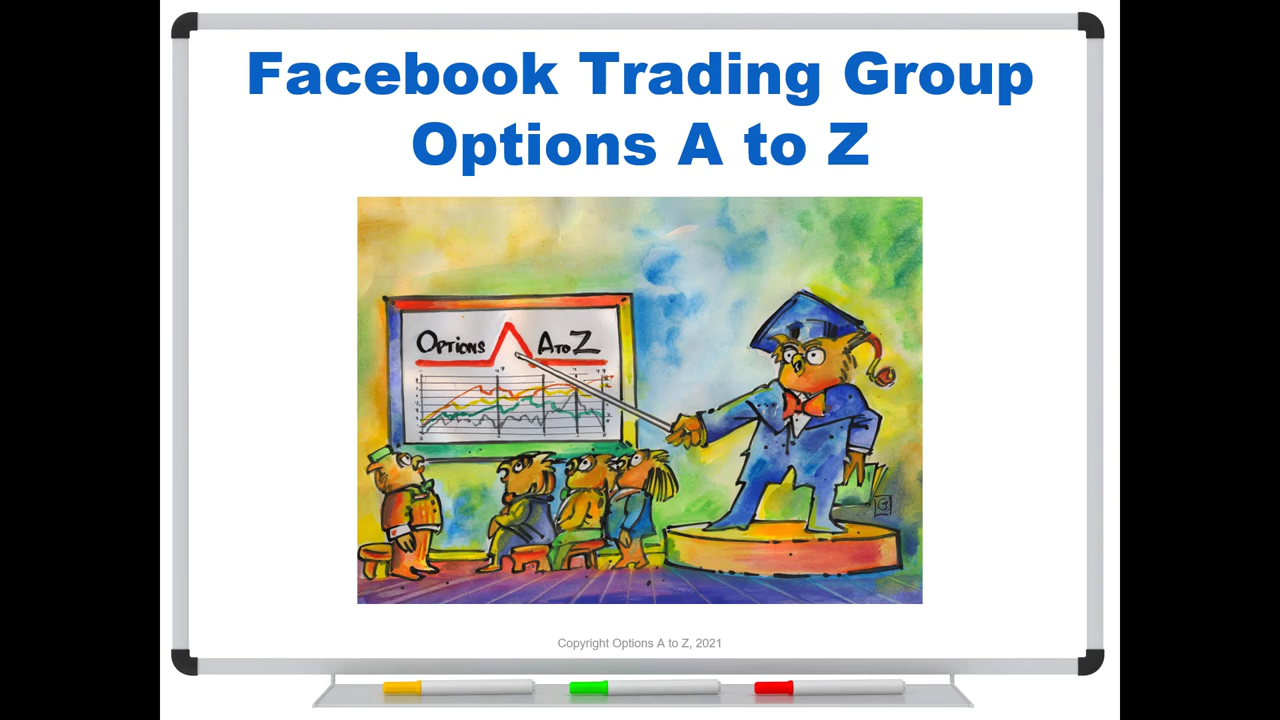 Facebook Trading Group
Options A to Z
OPTIONS A TO Z
Copyright Options A to Z, 2021